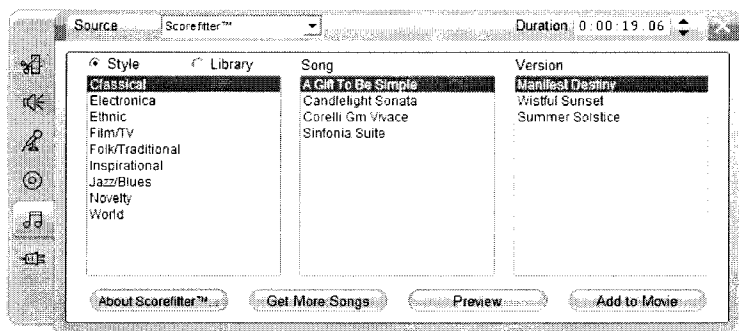 Source Scorefitter™ Duration 0:00:19.06
Style Library Song Version
Classical A Gift To Be Simple Manifest Destiny
Electronica Candlelight Sonata Wistful Sunset
Ethnic Corelli Gm Vivace Summer Solstice
Film/TV Sinfonia Suite
Folk/Traditional
Inspirational
Jazz/Blues
Novelty
World
About Scorefitter™... Get More Songs Preview Add to Movie